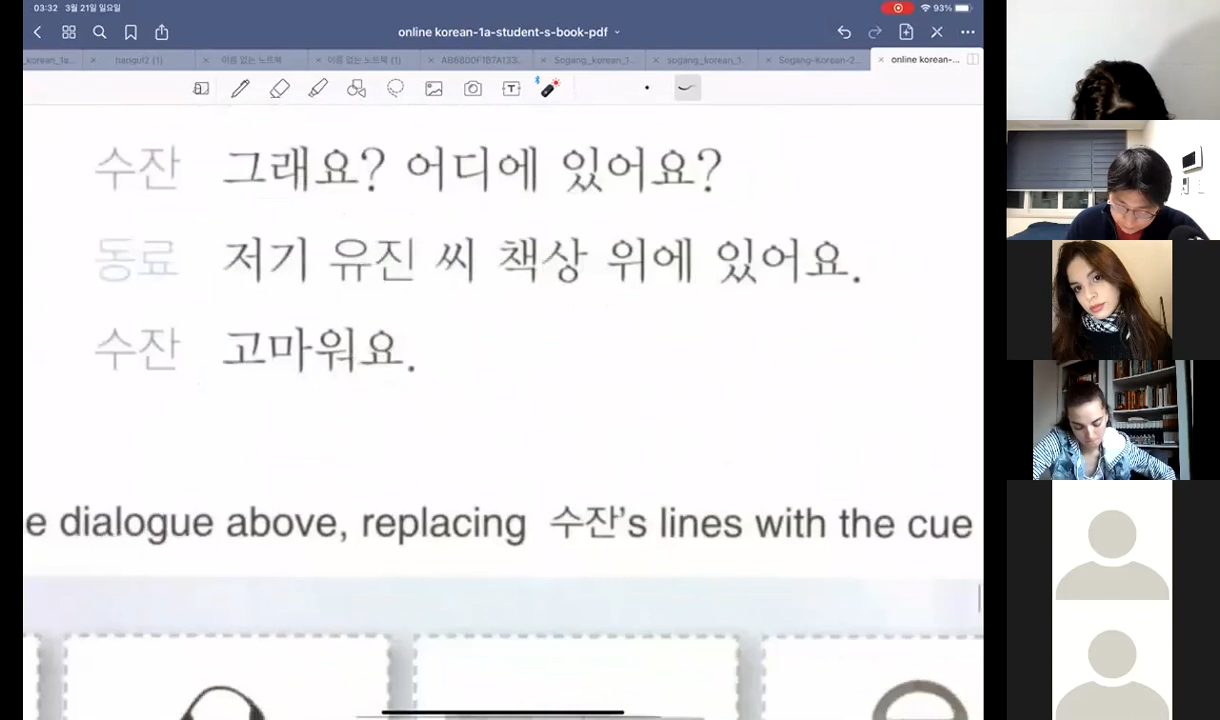 03:32 3월 21일 일요일
93%
online korean-1a-student-s-book-pdf
_korean_1a...
hangul2 (1)
이름 없는 노트북
이름 없는 노트북 (1)
Sogang_korean_1...
sogang_korean_1...
Sogang-Korean-2...
online korean-...
수잔 그래요? 어디에 있어요?
동료 저기 유진 씨 책상 위에 있어요.
수잔 고마워요.
e dialogue above, replacing 수잔's lines with the cue